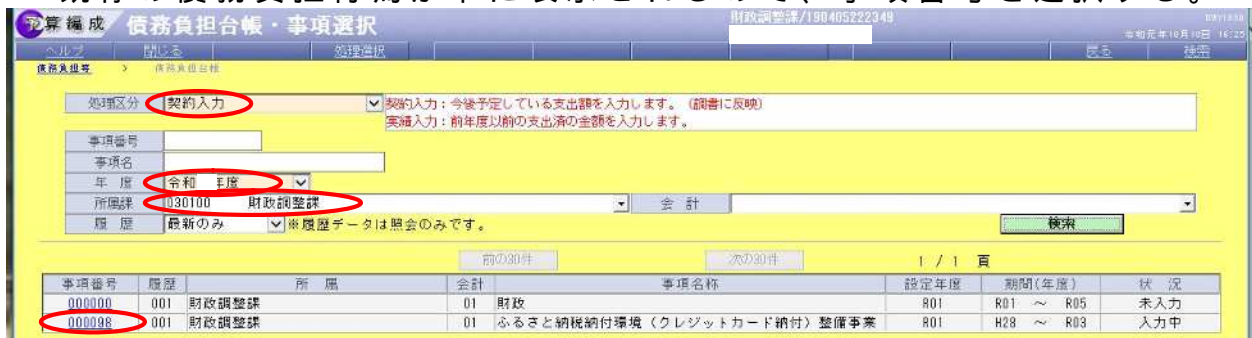 予算編成 債務負担台帳・事項選択 財政調整課/190405222349
令和元年10月10日 16:25
ヘルプ 閉じる 処理選択 戻る 検索
債務負担等 > 債務負担台帳
処理区分 契約入力 契約入力：今後予定している支出額を入力します。（調書に反映）
実績入力：前年度以前の支出済の金額を入力します。
事項番号
事項名
年 度 令和 年度
所属課 030100 財政調整課 会 計
履 歴 最新のみ ※履歴データは照会のみです。 検索
前の30件 次の30件 1 / 1 頁
事項番号 履歴 所 属 会計 事項名称 設定年度 期間(年度) 状 況
000000 001 財政調整課 01 財政 R01 R01 ～ R05 未入力
000098 001 財政調整課 01 ふるさと納税納付環境（クレジットカード納付）整備事業 R01 H28 ～ R03 入力中